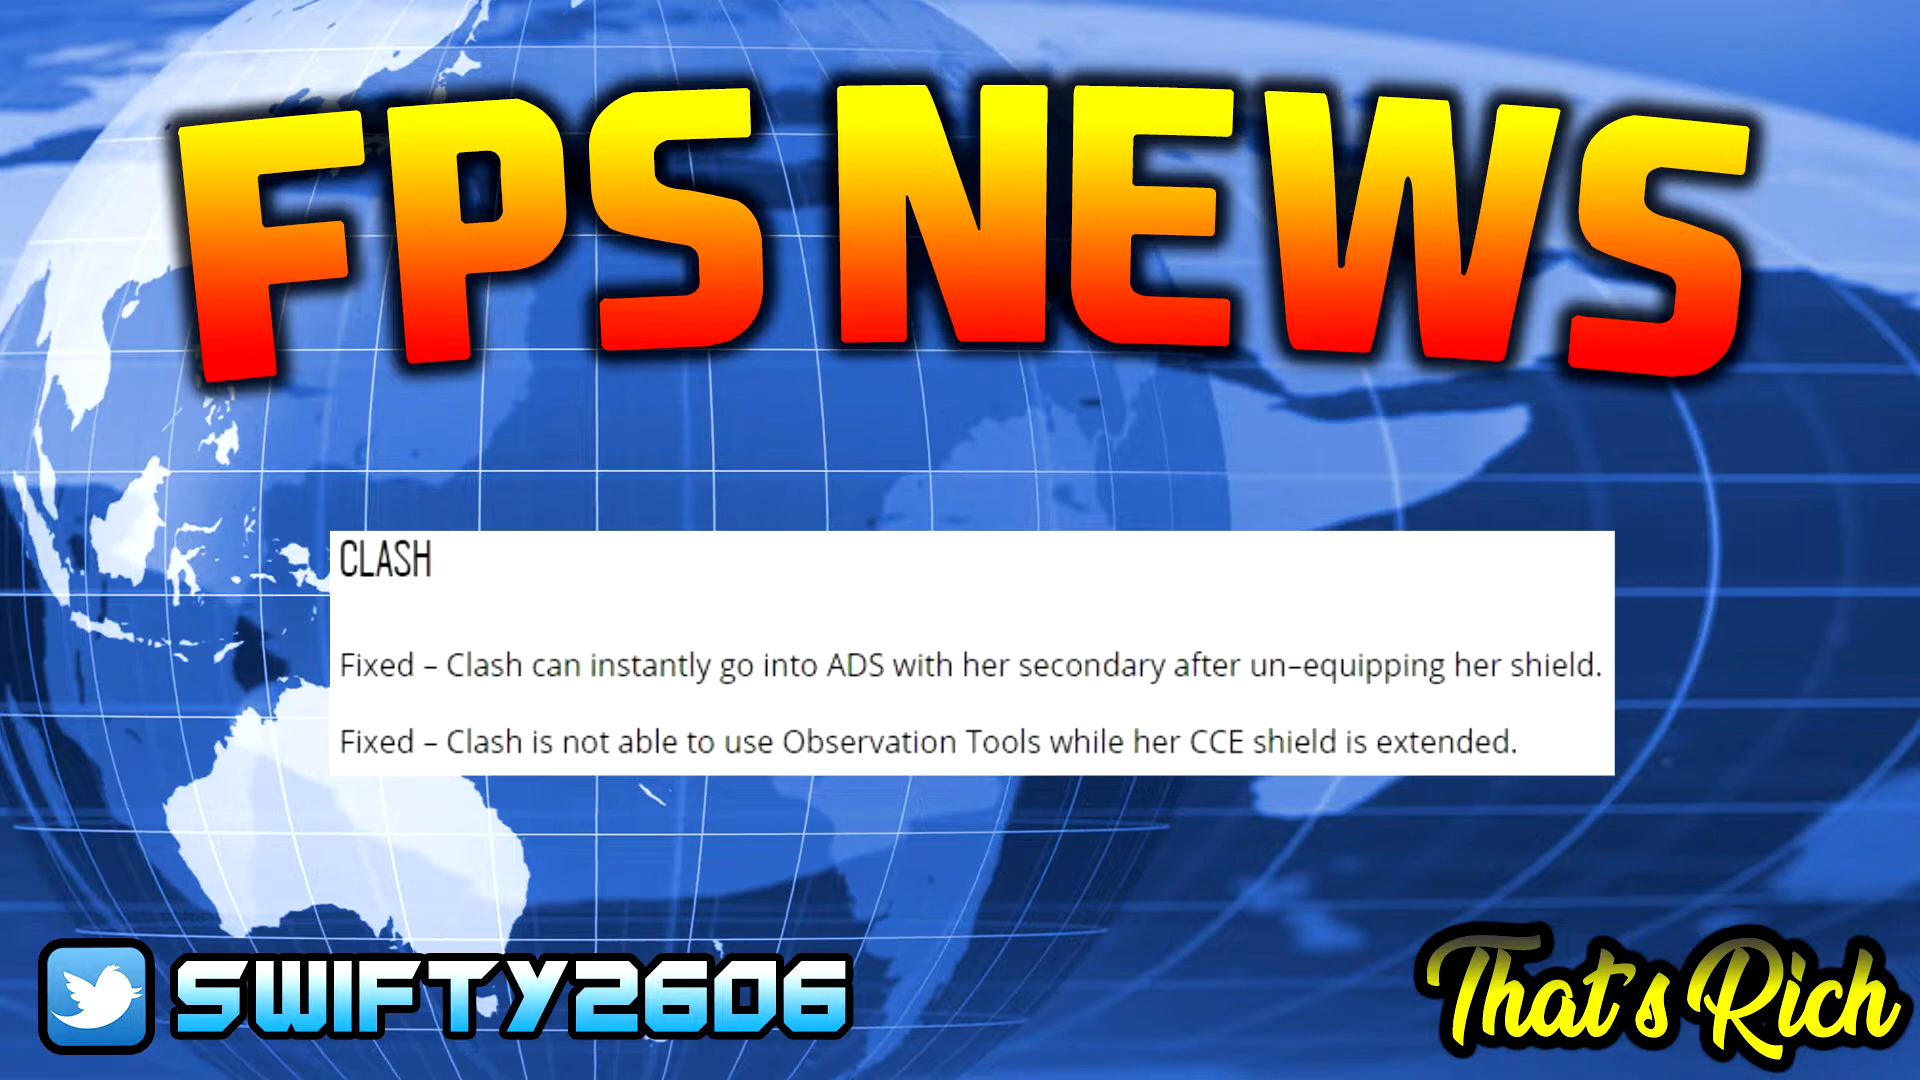 FPS NEWS
CLASH
Fixed – Clash can instantly go into ADS with her secondary after un–equipping her shield.
Fixed – Clash is not able to use Observation Tools while her CCE shield is extended.
SWIFTY2606
That's Rich